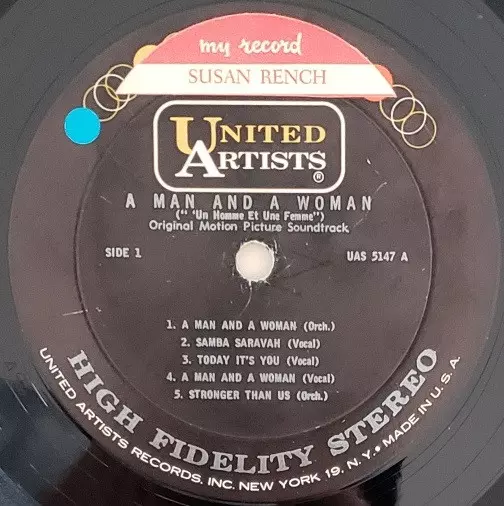 my record
SUSAN RENCH
UNITED
ARTISTS
®
A MAN AND A WOMAN
(" 'Un Homme Et Une Femme")
Original Motion Picture Soundtrack
SIDE 1
UAS 5147 A
1. A MAN AND A WOMAN (Orch.)
2. SAMBA SARAVAH (Vocal)
3. TODAY IT'S YOU (Vocal)
4. A MAN AND A WOMAN (Vocal)
5. STRONGER THAN US (Orch.)
HIGH FIDELITY STEREO
UNITED ARTISTS RECORDS, INC. NEW YORK 19, N.Y. • MADE IN U.S.A.